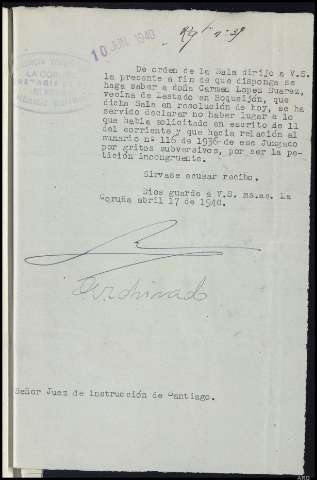 10 JUN. 1940
LA CORUÑA
De orden de la Sala dirijo a V.S.
la presente a fin de que disponga se
haga saber a doña Carmen Lopez Suarez,
vecina de Lestado en Boqueijón, que
dicha Sala en resolución de hoy, se ha
servido declarar no haber lugar a lo
que había solicitado en escrito de 11
del corriente y que hacia relación al
sumario nº 116 de 1936 de ese Juzgado
por gritos subversivos, por ser la pe-
tición incongruente.
Sírvase acusar recibo.
Dios guarde a V.S. ms.as. La
Coruña abril 17 de 1940.
Archivado
Señor Juez de instrucción de Santiago.